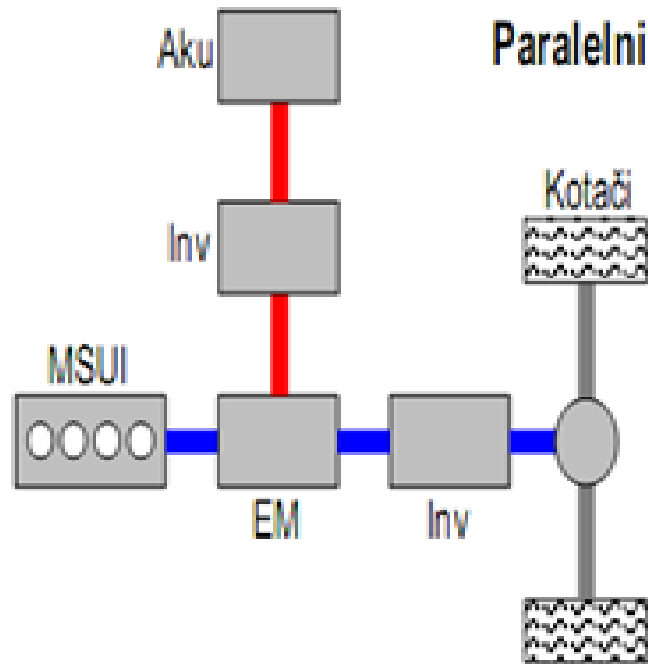 Aku
Paralelni
Inv
Kotači
MSUI
EM
Inv